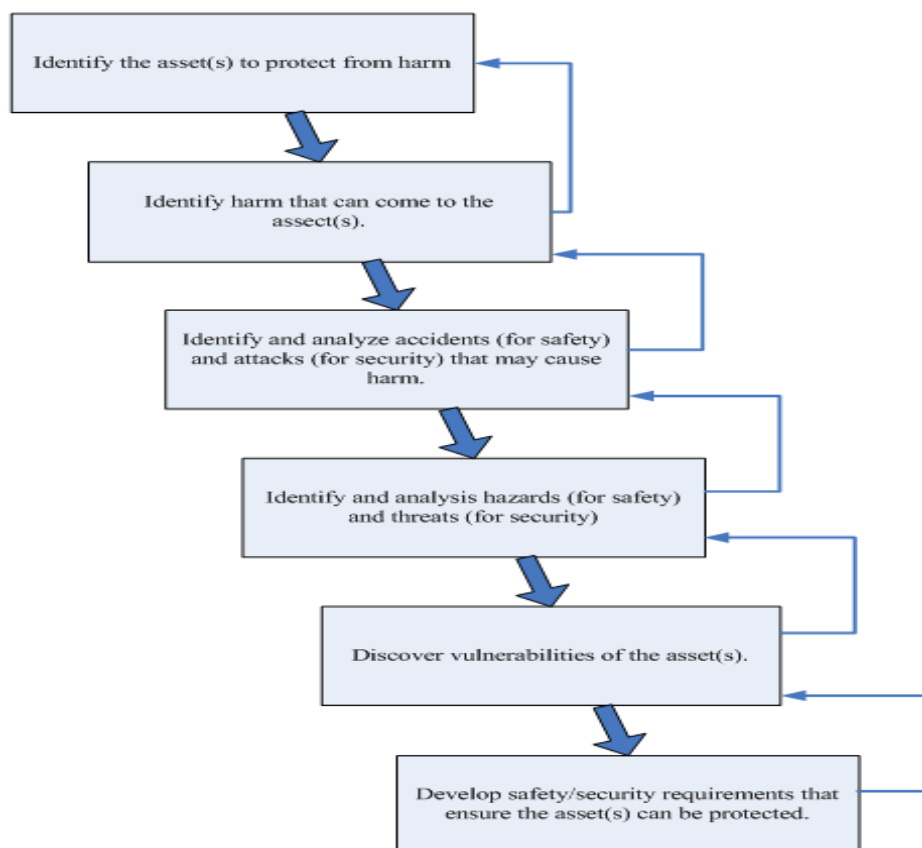 Identify the asset(s) to protect from harm
Identify harm that can come to the
assect(s).
Identify and analyze accidents (for safety)
and attacks (for security) that may cause
harm.
Identify and analysis hazards (for safety)
and threats (for security)
Discover vulnerabilities of the asset(s).
Develop safety/security requirements that
ensure the asset(s) can be protected.